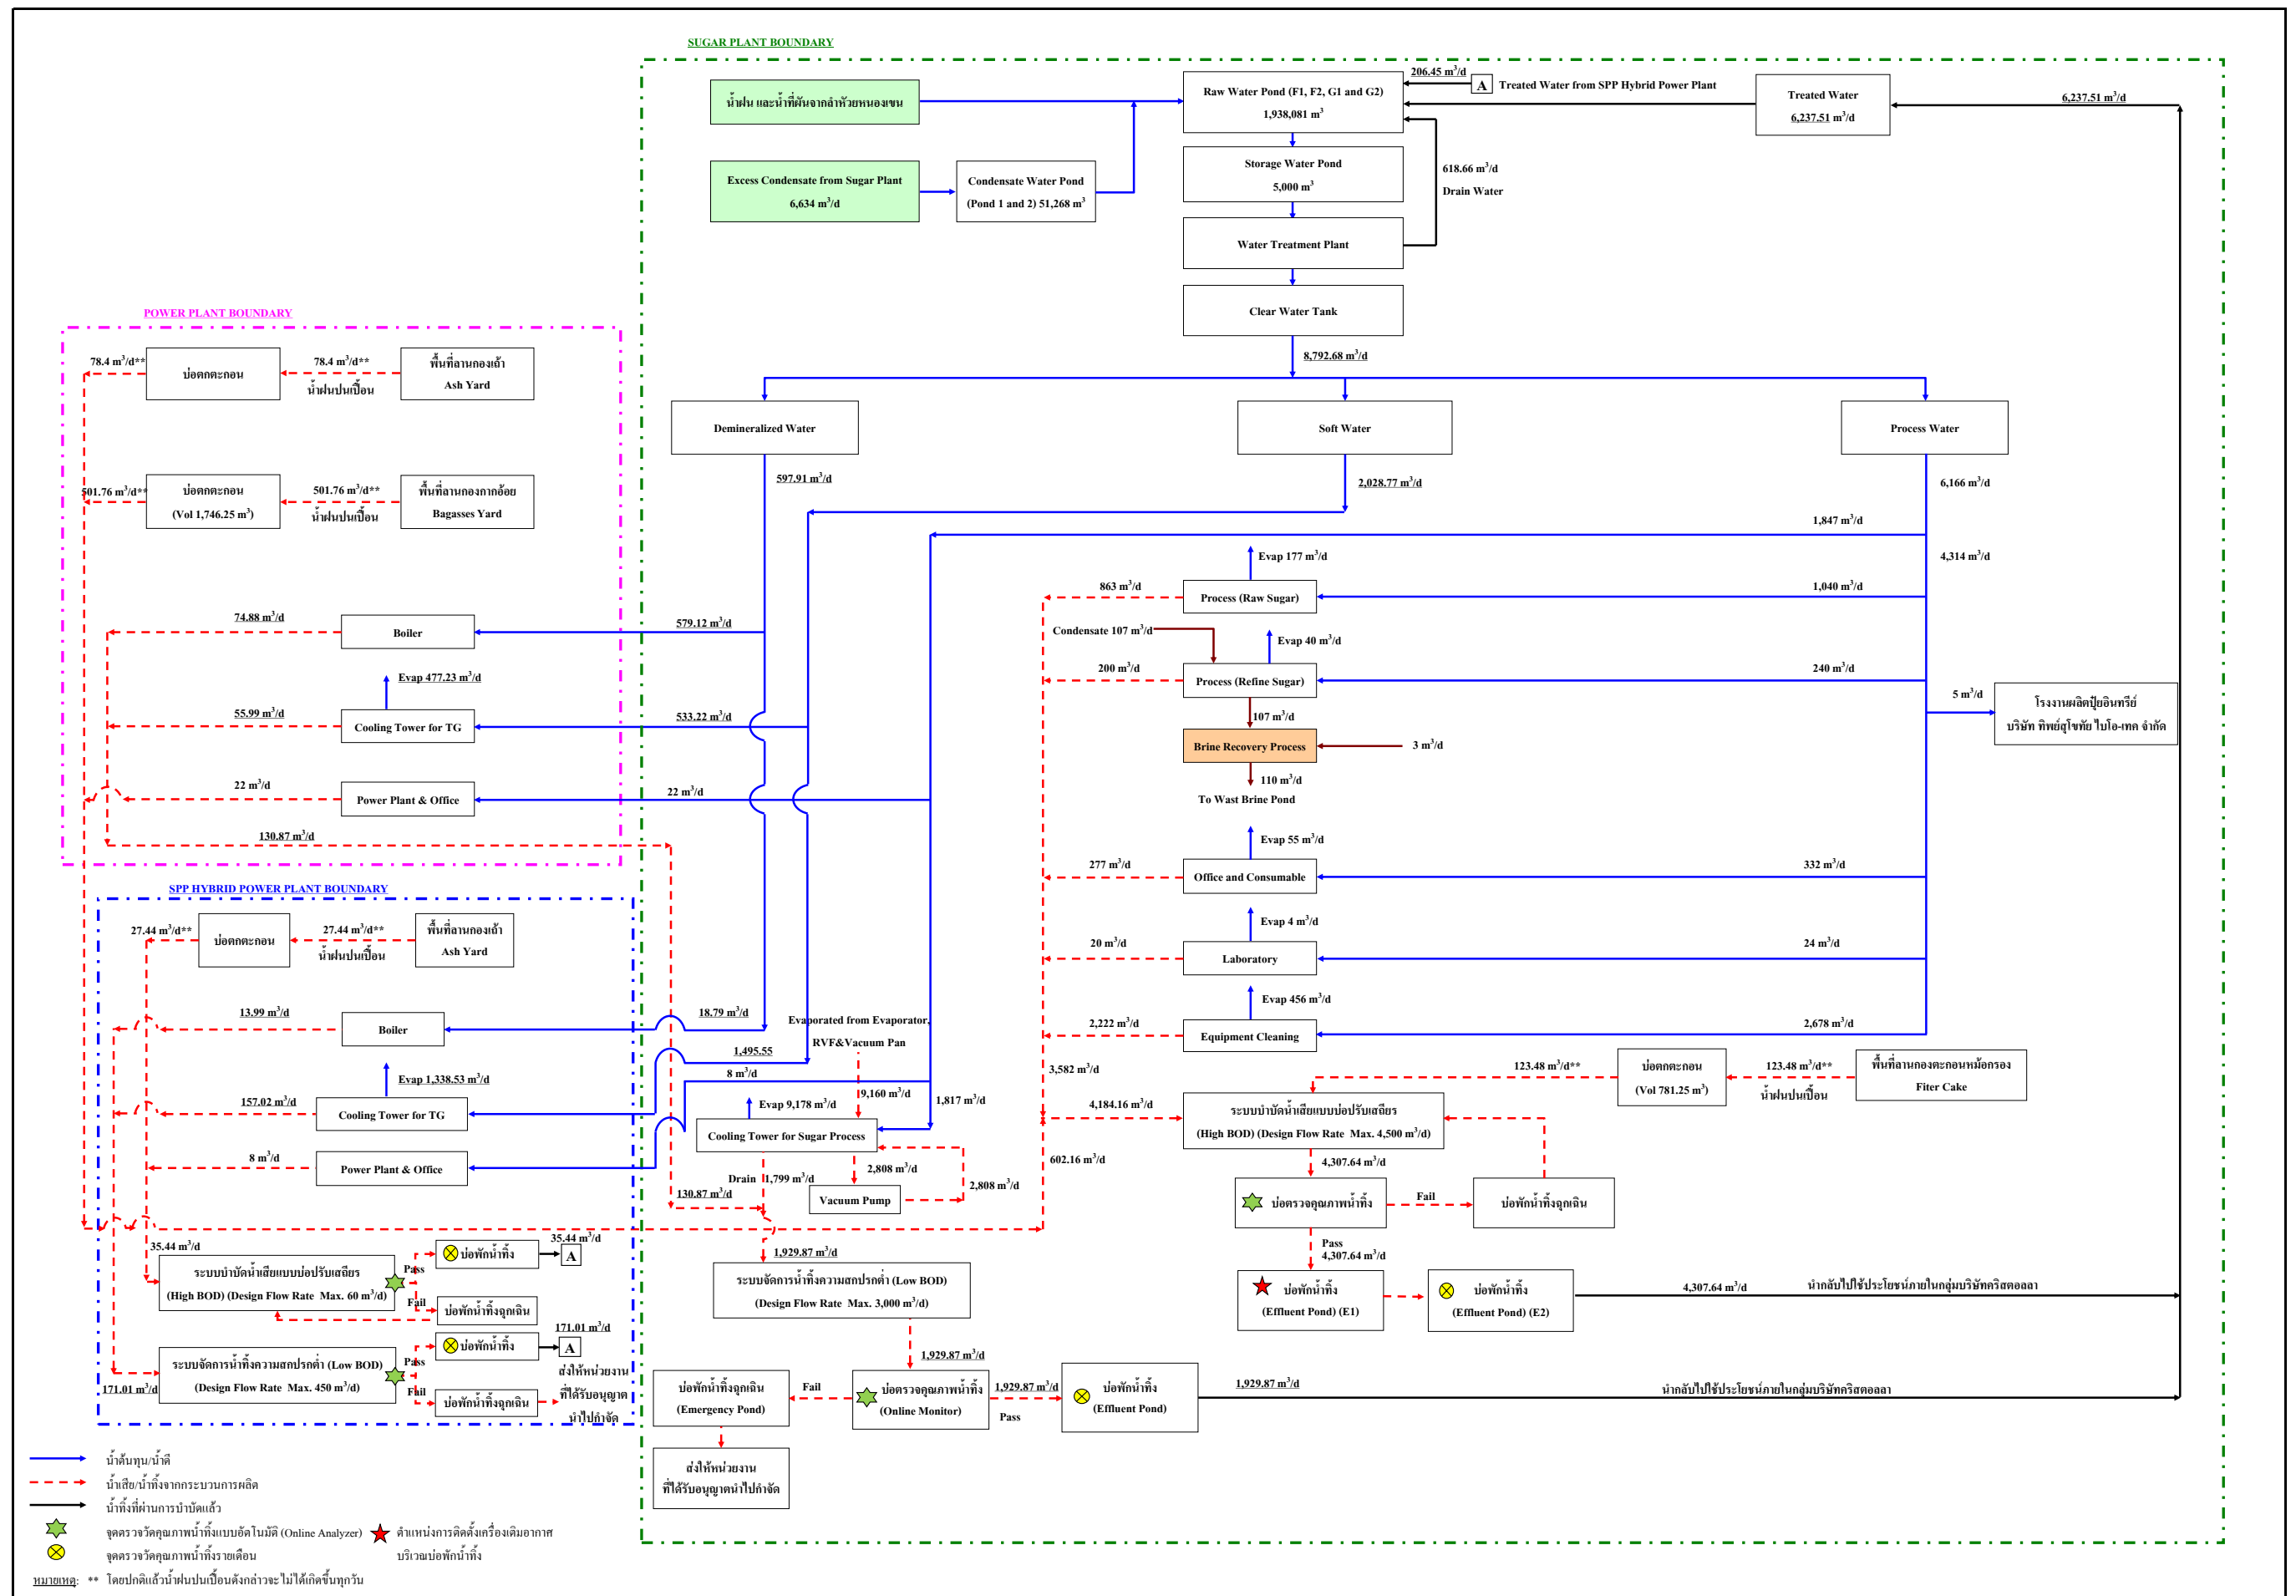 SUGAR PLANT BOUNDARY
น้ำฝน และน้ำที่ผันจากลำห้วยหนองเขน
Raw Water Pond (F1, F2, G1 and G2)
1,938,081 m³
206.45 m³/d
A
Treated Water from SPP Hybrid Power Plant
Treated Water
6,237.51 m³/d
6,237.51 m³/d
Excess Condensate from Sugar Plant
6,634 m³/d
Condensate Water Pond
(Pond 1 and 2) 51,268 m³
Storage Water Pond
5,000 m³
618.66 m³/d
Drain Water
Water Treatment Plant
Clear Water Tank
8,792.68 m³/d
Demineralized Water
Soft Water
Process Water
597.91 m³/d
2,028.77 m³/d
6,166 m³/d
1,847 m³/d
4,314 m³/d
POWER PLANT BOUNDARY
78.4 m³/d**
บ่อตกตะกอน
78.4 m³/d**
น้ำฝนปนเปื้อน
พื้นที่ลานกองเถ้า
Ash Yard
501.76 m³/d**
บ่อตกตะกอน
(Vol 1,746.25 m³)
501.76 m³/d**
น้ำฝนปนเปื้อน
พื้นที่ลานกองกากอ้อย
Bagasses Yard
74.88 m³/d
Boiler
579.12 m³/d
Evap 477.23 m³/d
55.99 m³/d
Cooling Tower for TG
533.22 m³/d
22 m³/d
Power Plant & Office
22 m³/d
130.87 m³/d
Evap 177 m³/d
863 m³/d
Process (Raw Sugar)
1,040 m³/d
Condensate 107 m³/d
Evap 40 m³/d
200 m³/d
Process (Refine Sugar)
240 m³/d
107 m³/d
Brine Recovery Process
3 m³/d
110 m³/d
To Wast Brine Pond
5 m³/d
โรงงานผลิตปุ๋ยอินทรีย์
บริษัท ทิพย์สุโขทัย ไบโอ-เทค จำกัด
Evap 55 m³/d
277 m³/d
Office and Consumable
332 m³/d
Evap 4 m³/d
20 m³/d
Laboratory
24 m³/d
Evap 456 m³/d
2,222 m³/d
Equipment Cleaning
2,678 m³/d
SPP HYBRID POWER PLANT BOUNDARY
27.44 m³/d**
บ่อตกตะกอน
27.44 m³/d**
น้ำฝนปนเปื้อน
พื้นที่ลานกองเถ้า
Ash Yard
13.99 m³/d
Boiler
18.79 m³/d
Evap 1,338.53 m³/d
157.02 m³/d
Cooling Tower for TG
1,495.55
8 m³/d
Power Plant & Office
8 m³/d
Evaporated from Evaporator,
RVF&Vacuum Pan
9,160 m³/d
Evap 9,178 m³/d
1,817 m³/d
Cooling Tower for Sugar Process
Drain
1,799 m³/d
2,808 m³/d
Vacuum Pump
2,808 m³/d
130.87 m³/d
3,582 m³/d
4,184.16 m³/d
602.16 m³/d
123.48 m³/d**
บ่อตกตะกอน
(Vol 781.25 m³)
123.48 m³/d**
น้ำฝนปนเปื้อน
พื้นที่ลานกองตะกอนหม้อกรอง
Fiter Cake
ระบบบำบัดน้ำเสียแบบบ่อปรับเสถียร
(High BOD) (Design Flow Rate Max. 4,500 m³/d)
4,307.64 m³/d
บ่อตรวจคุณภาพน้ำทิ้ง
Fail
บ่อพักน้ำทิ้งฉุกเฉิน
Pass
4,307.64 m³/d
บ่อพักน้ำทิ้ง
(Effluent Pond) (E1)
บ่อพักน้ำทิ้ง
(Effluent Pond) (E2)
4,307.64 m³/d
นำกลับไปใช้ประโยชน์ภายในกลุ่มบริษัทคริสตอลลา
35.44 m³/d
ระบบบำบัดน้ำเสียแบบบ่อปรับเสถียร
(High BOD) (Design Flow Rate Max. 60 m³/d)
Pass
บ่อพักน้ำทิ้ง
35.44 m³/d
A
Fail
บ่อพักน้ำทิ้งฉุกเฉิน
171.01 m³/d
ระบบจัดการน้ำทิ้งความสกปรกต่ำ (Low BOD)
(Design Flow Rate Max. 450 m³/d)
Pass
บ่อพักน้ำทิ้ง
171.01 m³/d
A
Fail
บ่อพักน้ำทิ้งฉุกเฉิน
ส่งให้หน่วยงาน
ที่ได้รับอนุญาต
นำไปกำจัด
1,929.87 m³/d
ระบบจัดการน้ำทิ้งความสกปรกต่ำ (Low BOD)
(Design Flow Rate Max. 3,000 m³/d)
1,929.87 m³/d
บ่อพักน้ำทิ้งฉุกเฉิน
(Emergency Pond)
Fail
บ่อตรวจคุณภาพน้ำทิ้ง
(Online Monitor)
1,929.87 m³/d
Pass
บ่อพักน้ำทิ้ง
(Effluent Pond)
1,929.87 m³/d
นำกลับไปใช้ประโยชน์ภายในกลุ่มบริษัทคริสตอลลา
ส่งให้หน่วยงาน
ที่ได้รับอนุญาตนำไปกำจัด
น้ำต้นทุน/น้ำดี
น้ำเสีย/น้ำทิ้งจากกระบวนการผลิต
น้ำทิ้งที่ผ่านการบำบัดแล้ว
จุดตรวจวัดคุณภาพน้ำทิ้งแบบอัตโนมัติ (Online Analyzer)
ตำแหน่งการติดตั้งเครื่องเติมอากาศ
บริเวณบ่อพักน้ำทิ้ง
จุดตรวจวัดคุณภาพน้ำทิ้งรายเดือน
หมายเหตุ: ** โดยปกติแล้วน้ำฝนปนเปื้อนดังกล่าวจะไม่ได้เกิดขึ้นทุกวัน